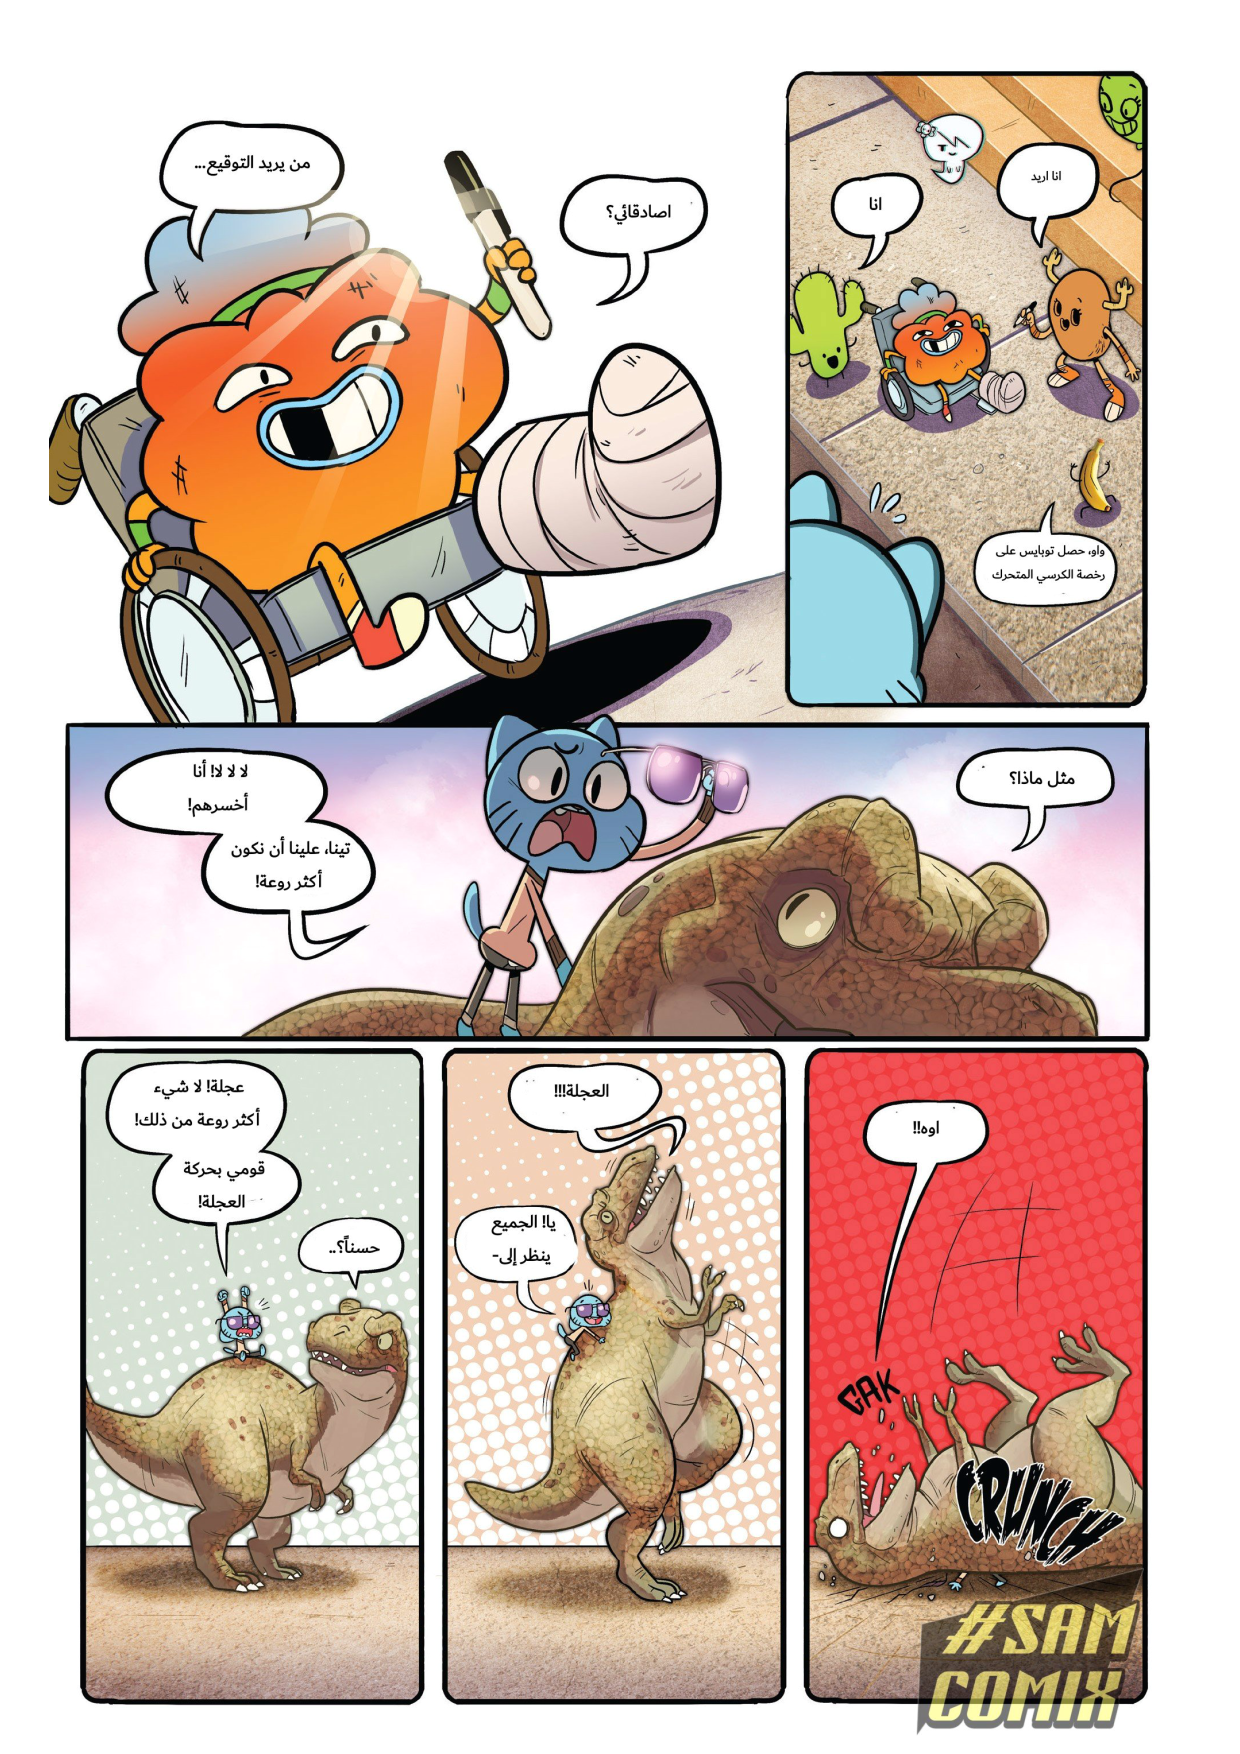 من يريد التوقيع...
اصادقائي؟
انا
انا اريد
واو، حصل توبايس على
رخصة الكرسي المتحرك
لا لا لا! أنا
أخسرهم!
تينا، علينا أن نكون
أكثر روعة!
مثل ماذا؟
عجلة! لا شيء
أكثر روعة من ذلك!
قومي بحركة
العجلة!
حسناً؟..
العجلة!!!
يا! الجميع
ينظر إلى-
اوه!!
GAK
CRUNCH
#SAM
COMIX